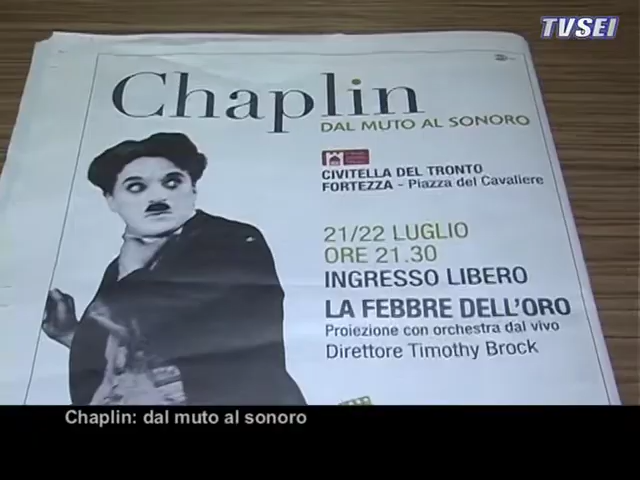 TVSEI
Chaplin
DAL MUTO AL SONORO
CIVITELLA DEL TRONTO
FORTEZZA - Piazza del Cavaliere
21/22 LUGLIO
ORE 21.30
INGRESSO LIBERO
LA FEBBRE DELL'ORO
Proiezione con orchestra dal vivo
Direttore Timothy Brock
Chaplin: dal muto al sonoro